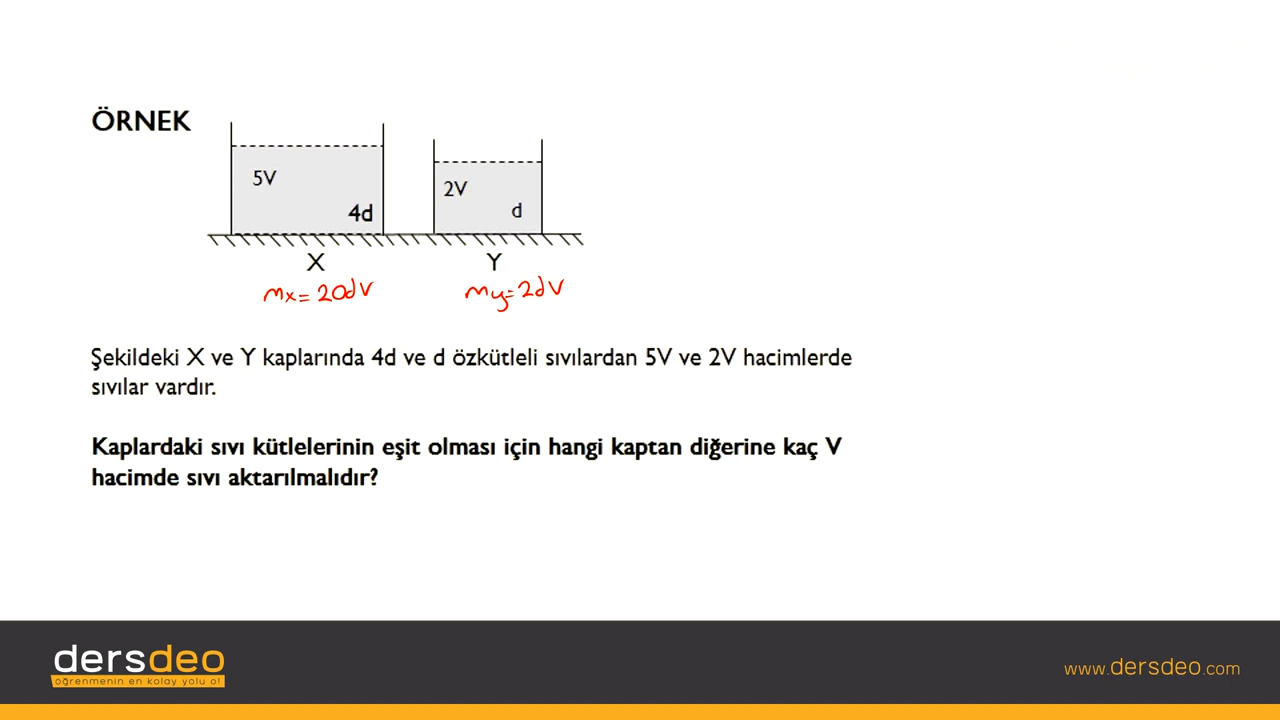 ÖRNEK
5V
4d
2V
d
X
Y
mx = 20dV
my = 2dV
Şekildeki X ve Y kaplarında 4d ve d özkütleli sıvılardan 5V ve 2V hacimlerde
sıvılar vardır.
Kaplardaki sıvı kütlelerinin eşit olması için hangi kaptan diğerine kaç V
hacimde sıvı aktarılmalıdır?
dersdeo
öğrenmenin en kolay yolu o!
www.dersdeo.com